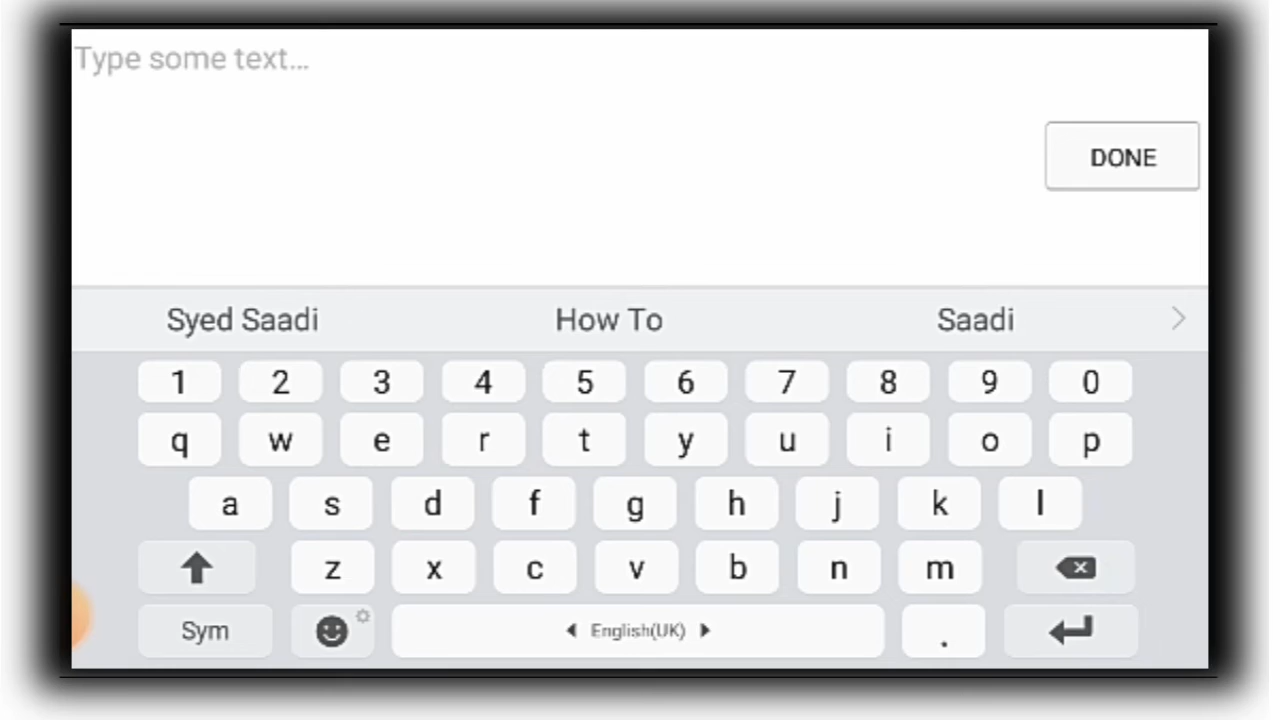 Type some text...
DONE
Syed Saadi How To Saadi
1 2 3 4 5 6 7 8 9 0
q w e r t y u i o p
a s d f g h j k l
z x c v b n m
Sym English(UK) .